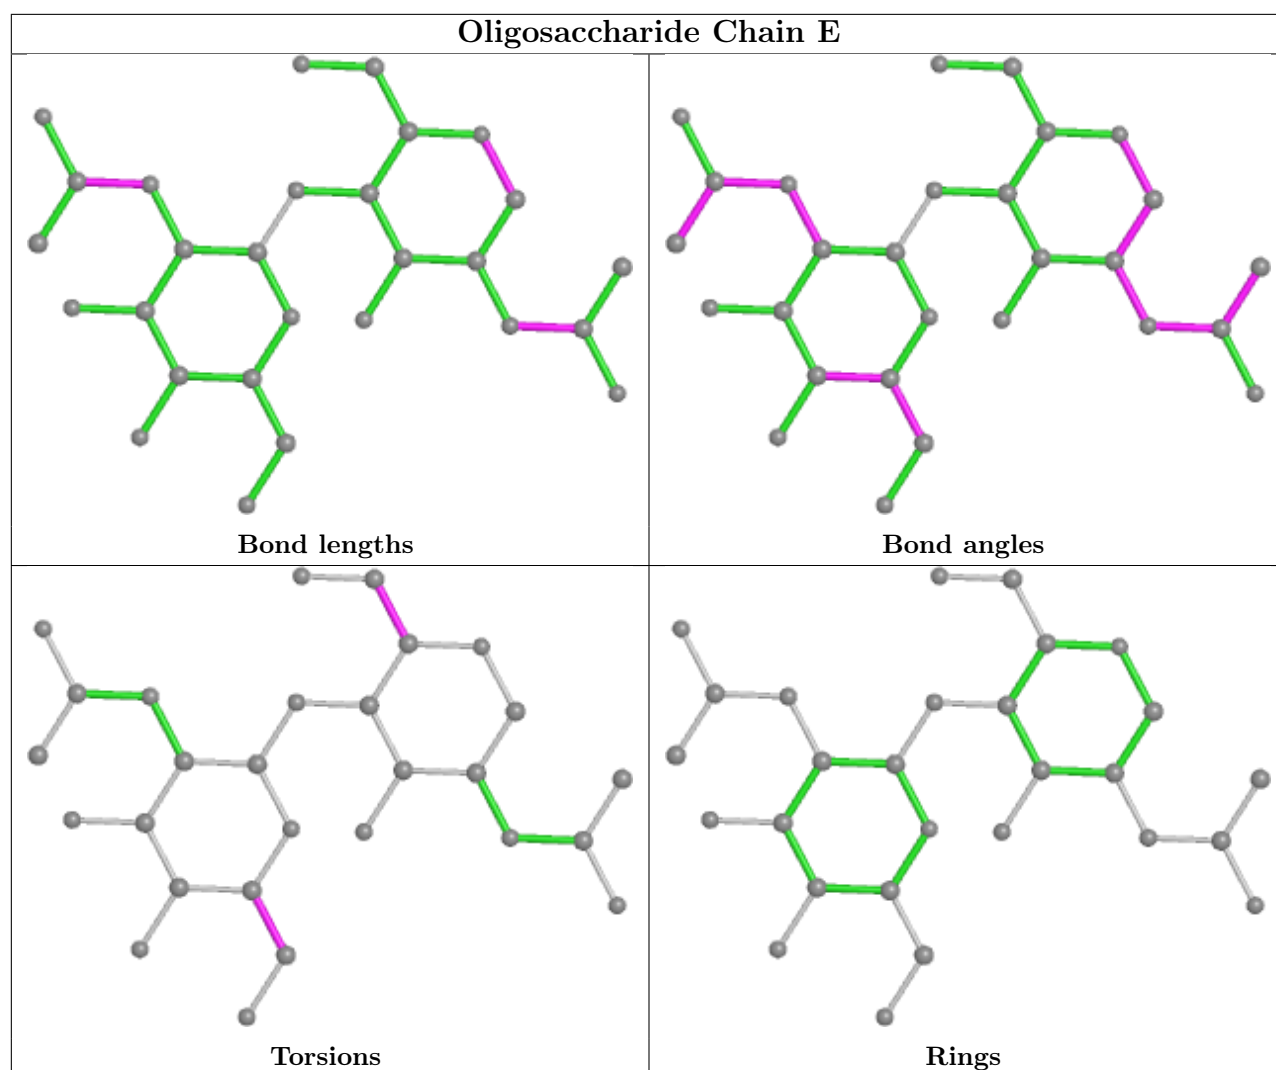 Oligosaccharide Chain E
Bond lengths
Bond angles
Torsions
Rings